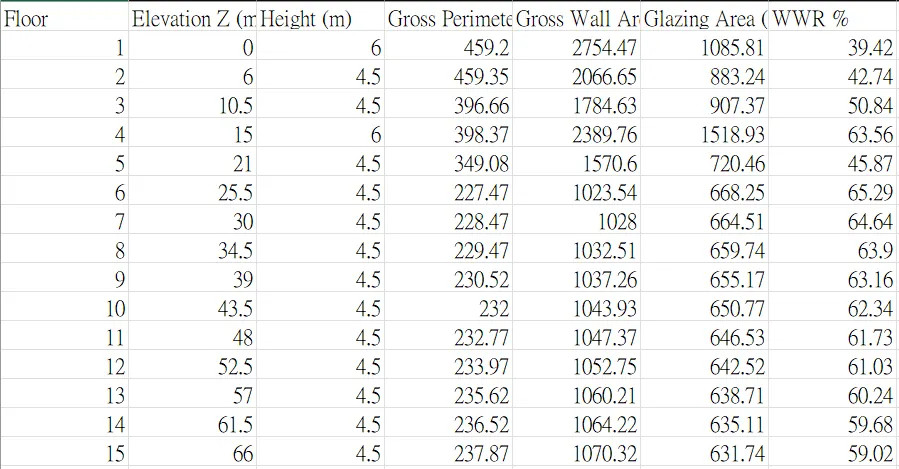 Floor Elevation Z (m Height (m) Gross Perimete Gross Wall Ar Glazing Area ( WWR %
1 0 6 459.2 2754.47 1085.81 39.42
2 6 4.5 459.35 2066.65 883.24 42.74
3 10.5 4.5 396.66 1784.63 907.37 50.84
4 15 6 398.37 2389.76 1518.93 63.56
5 21 4.5 349.08 1570.6 720.46 45.87
6 25.5 4.5 227.47 1023.54 668.25 65.29
7 30 4.5 228.47 1028 664.51 64.64
8 34.5 4.5 229.47 1032.51 659.74 63.9
9 39 4.5 230.52 1037.26 655.17 63.16
10 43.5 4.5 232 1043.93 650.77 62.34
11 48 4.5 232.77 1047.37 646.53 61.73
12 52.5 4.5 233.97 1052.75 642.52 61.03
13 57 4.5 235.62 1060.21 638.71 60.24
14 61.5 4.5 236.52 1064.22 635.11 59.68
15 66 4.5 237.87 1070.32 631.74 59.02